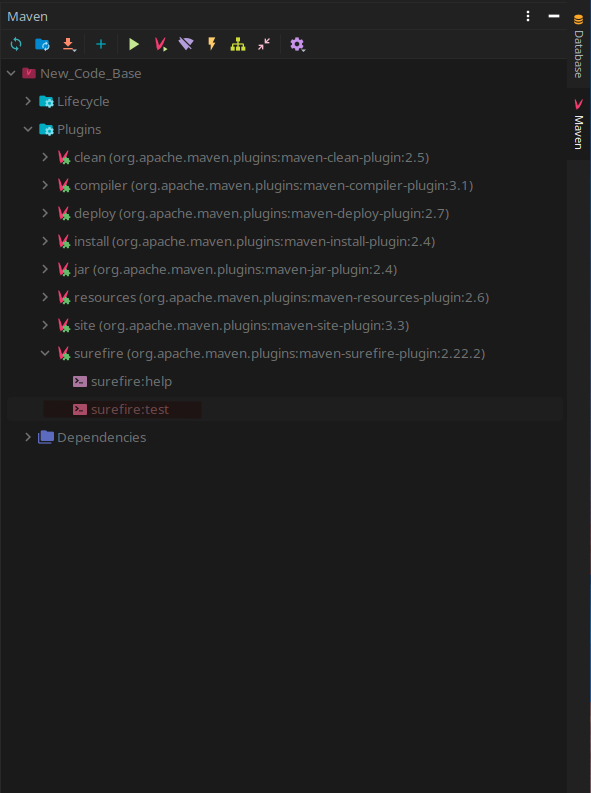 Maven
New_Code_Base
Lifecycle
Plugins
clean (org.apache.maven.plugins:maven-clean-plugin:2.5)
compiler (org.apache.maven.plugins:maven-compiler-plugin:3.1)
deploy (org.apache.maven.plugins:maven-deploy-plugin:2.7)
install (org.apache.maven.plugins:maven-install-plugin:2.4)
jar (org.apache.maven.plugins:maven-jar-plugin:2.4)
resources (org.apache.maven.plugins:maven-resources-plugin:2.6)
site (org.apache.maven.plugins:maven-site-plugin:3.3)
surefire (org.apache.maven.plugins:maven-surefire-plugin:2.22.2)
surefire:help
surefire:test
Dependencies
Database
Maven